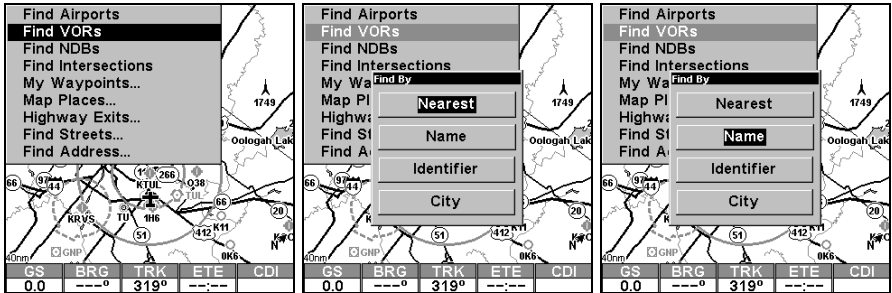 Find Airports
Find VORs
Find NDBs
Find Intersections
My Waypoints...
Map Places...
Highway Exits...
Find Streets...
Find Address...
1749
Oologah Lak
66
97
44
266
KTUL
O38
TUL
KRVS
TU
1H6
66
20
51
412
K11
GNP
0K6
N
40nm
GS BRG TRK ETE CDI
0.0 ---° 319° --:--
Find Airports
Find VORs
Find NDBs
Find Intersections
My Wa
Map Pl
Highwa
Find St
Find A
Find By
Nearest
Name
Identifier
City
1749
Oologah Lak
66
97
44
66
20
51
412
K11
GNP
0K6
N
40nm
GS BRG TRK ETE CDI
0.0 ---° 319° --:--
Find Airports
Find VORs
Find NDBs
Find Intersections
My Wa
Map Pl
Highwa
Find St
Find A
Find By
Nearest
Name
Identifier
City
1749
Oologah Lak
66
97
44
66
20
51
412
K11
GNP
0K6
N
40nm
GS BRG TRK ETE CDI
0.0 ---° 319° --:--